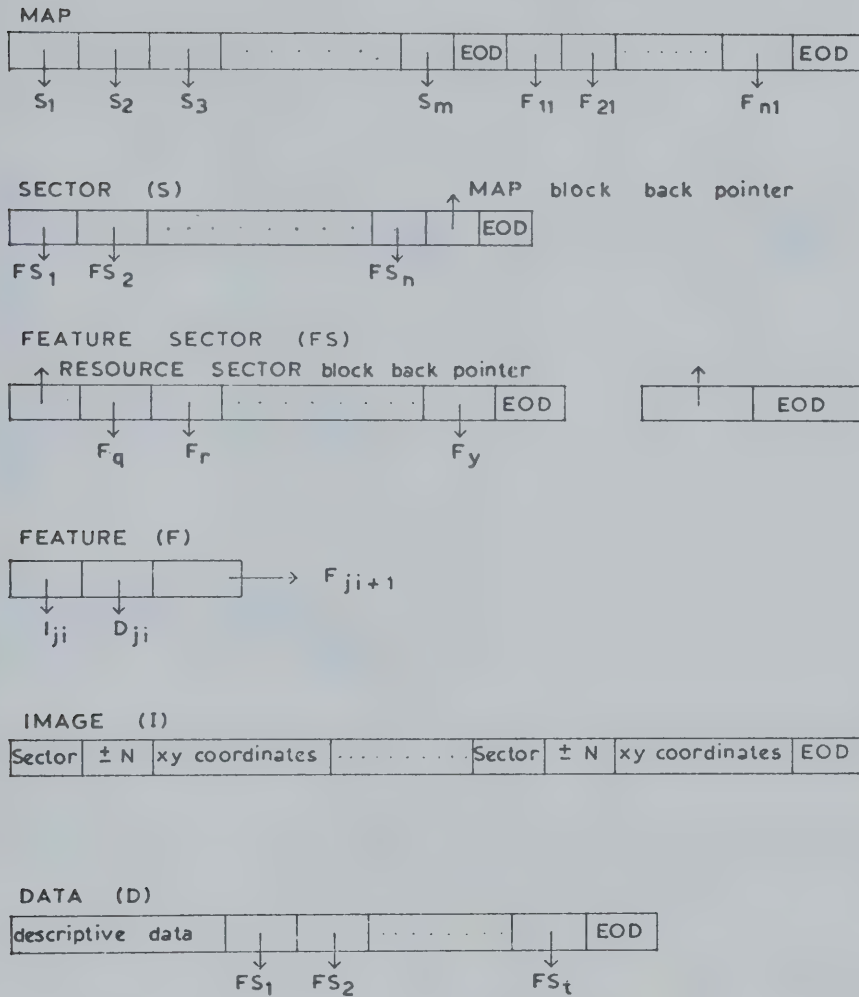 MAP
. . . . . . EOD ....... EOD
S1 S2 S3 Sm F11 F21 Fn1
SECTOR (S)
MAP block back pointer
. . . . . . . . . EOD
FS1 FS2 FSn
FEATURE SECTOR (FS)
RESOURCE SECTOR block back pointer
. . . . . . . . . EOD EOD
Fq Fr Fy
FEATURE (F)
Fji+1
Iji Dji
IMAGE (I)
Sector ± N xy coordinates .......... Sector ± N xy coordinates EOD
DATA (D)
descriptive data ......... EOD
FS1 FS2 FSt